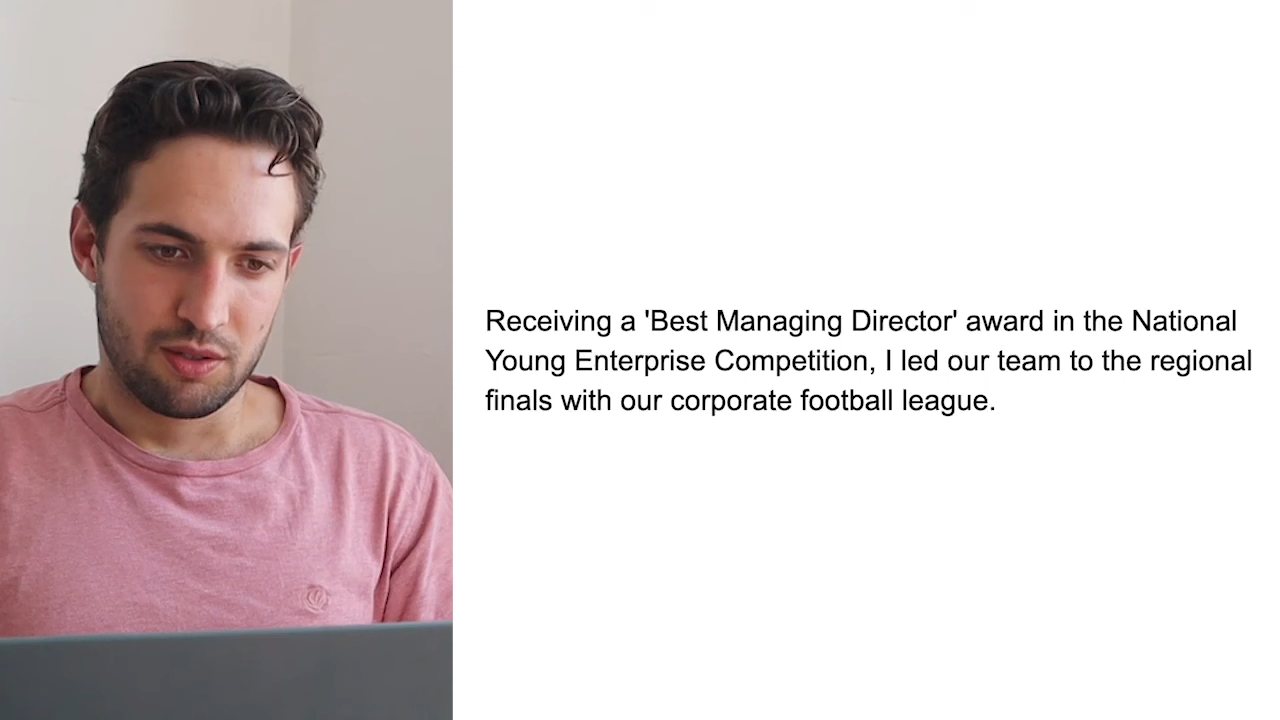 Receiving a 'Best Managing Director' award in the National
Young Enterprise Competition, I led our team to the regional
finals with our corporate football league.